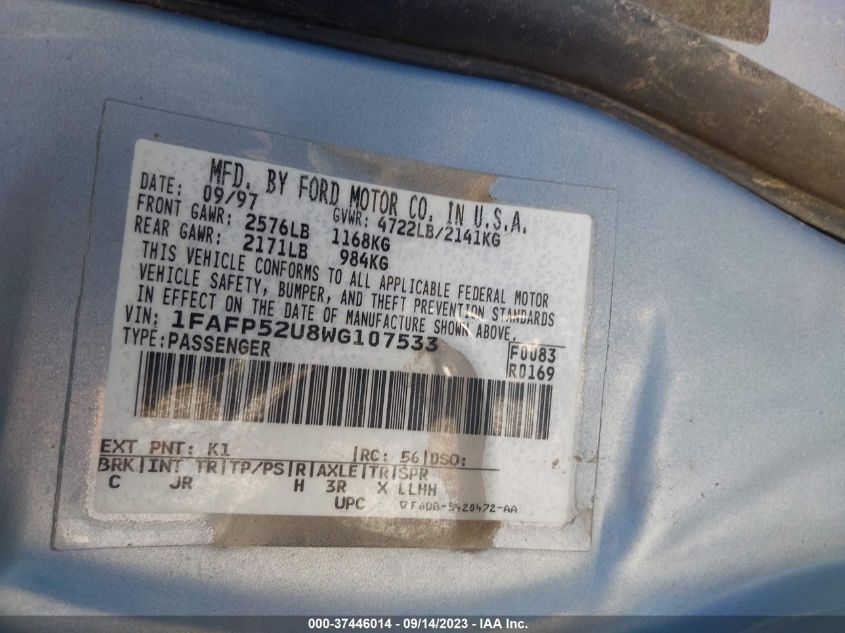 MFD. BY FORD MOTOR CO. IN U.S.A.
DATE: 09/97 GVWR: 4722LB/2141KG
FRONT GAWR: 2576LB 1168KG
REAR GAWR: 2171LB 984KG
THIS VEHICLE CONFORMS TO ALL APPLICABLE FEDERAL MOTOR
VEHICLE SAFETY, BUMPER, AND THEFT PREVENTION STANDARDS
IN EFFECT ON THE DATE OF MANUFACTURE SHOWN ABOVE.
VIN: 1FAFP52U8WG107533
TYPE: PASSENGER
F0083
R0169
EXT PNT: K1 RC: 56 DSO:
BRK INT TR TP/PS R AXLE TR SPR
C JR H 3R X LLHH
UPC F6DB-5420472-AA
000-37446014 - 09/14/2023 - IAA Inc.